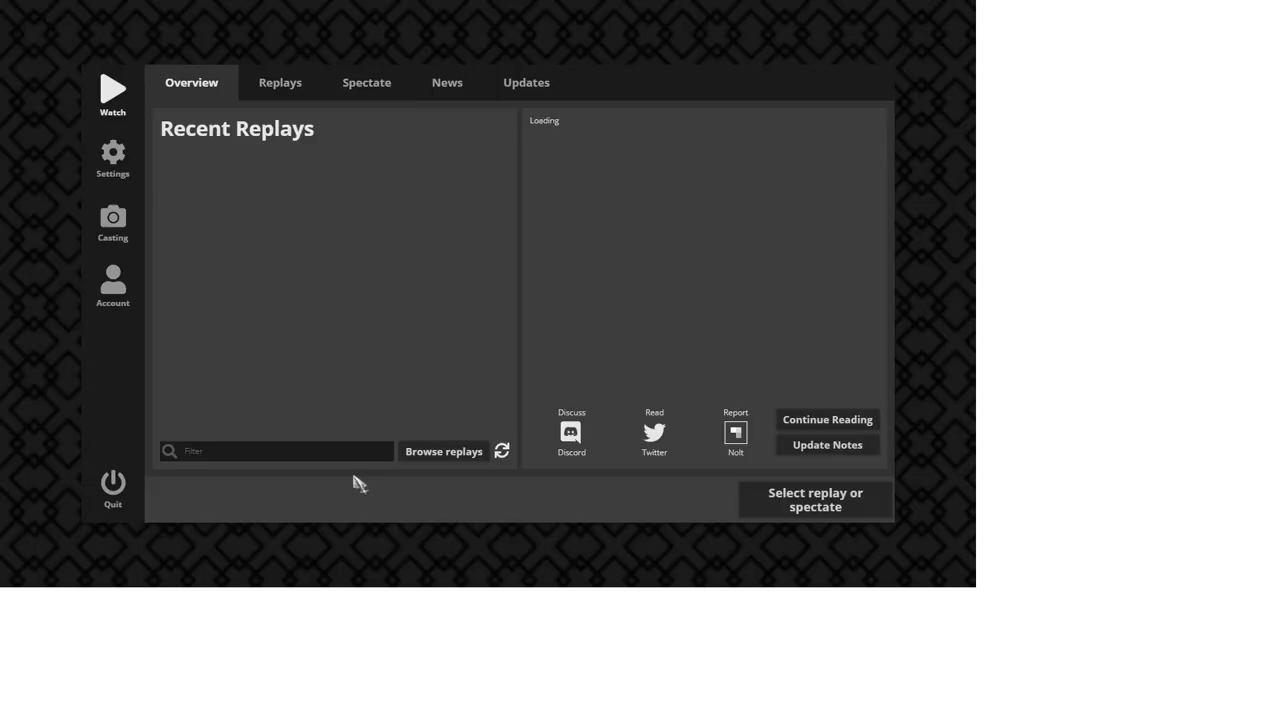 Overview
Replays
Spectate
News
Updates
Watch
Settings
Casting
Account
Quit
Recent Replays
Filter
Browse replays
Loading
Discuss
Discord
Read
Twitter
Report
Nolt
Continue Reading
Update Notes
Select replay or
spectate